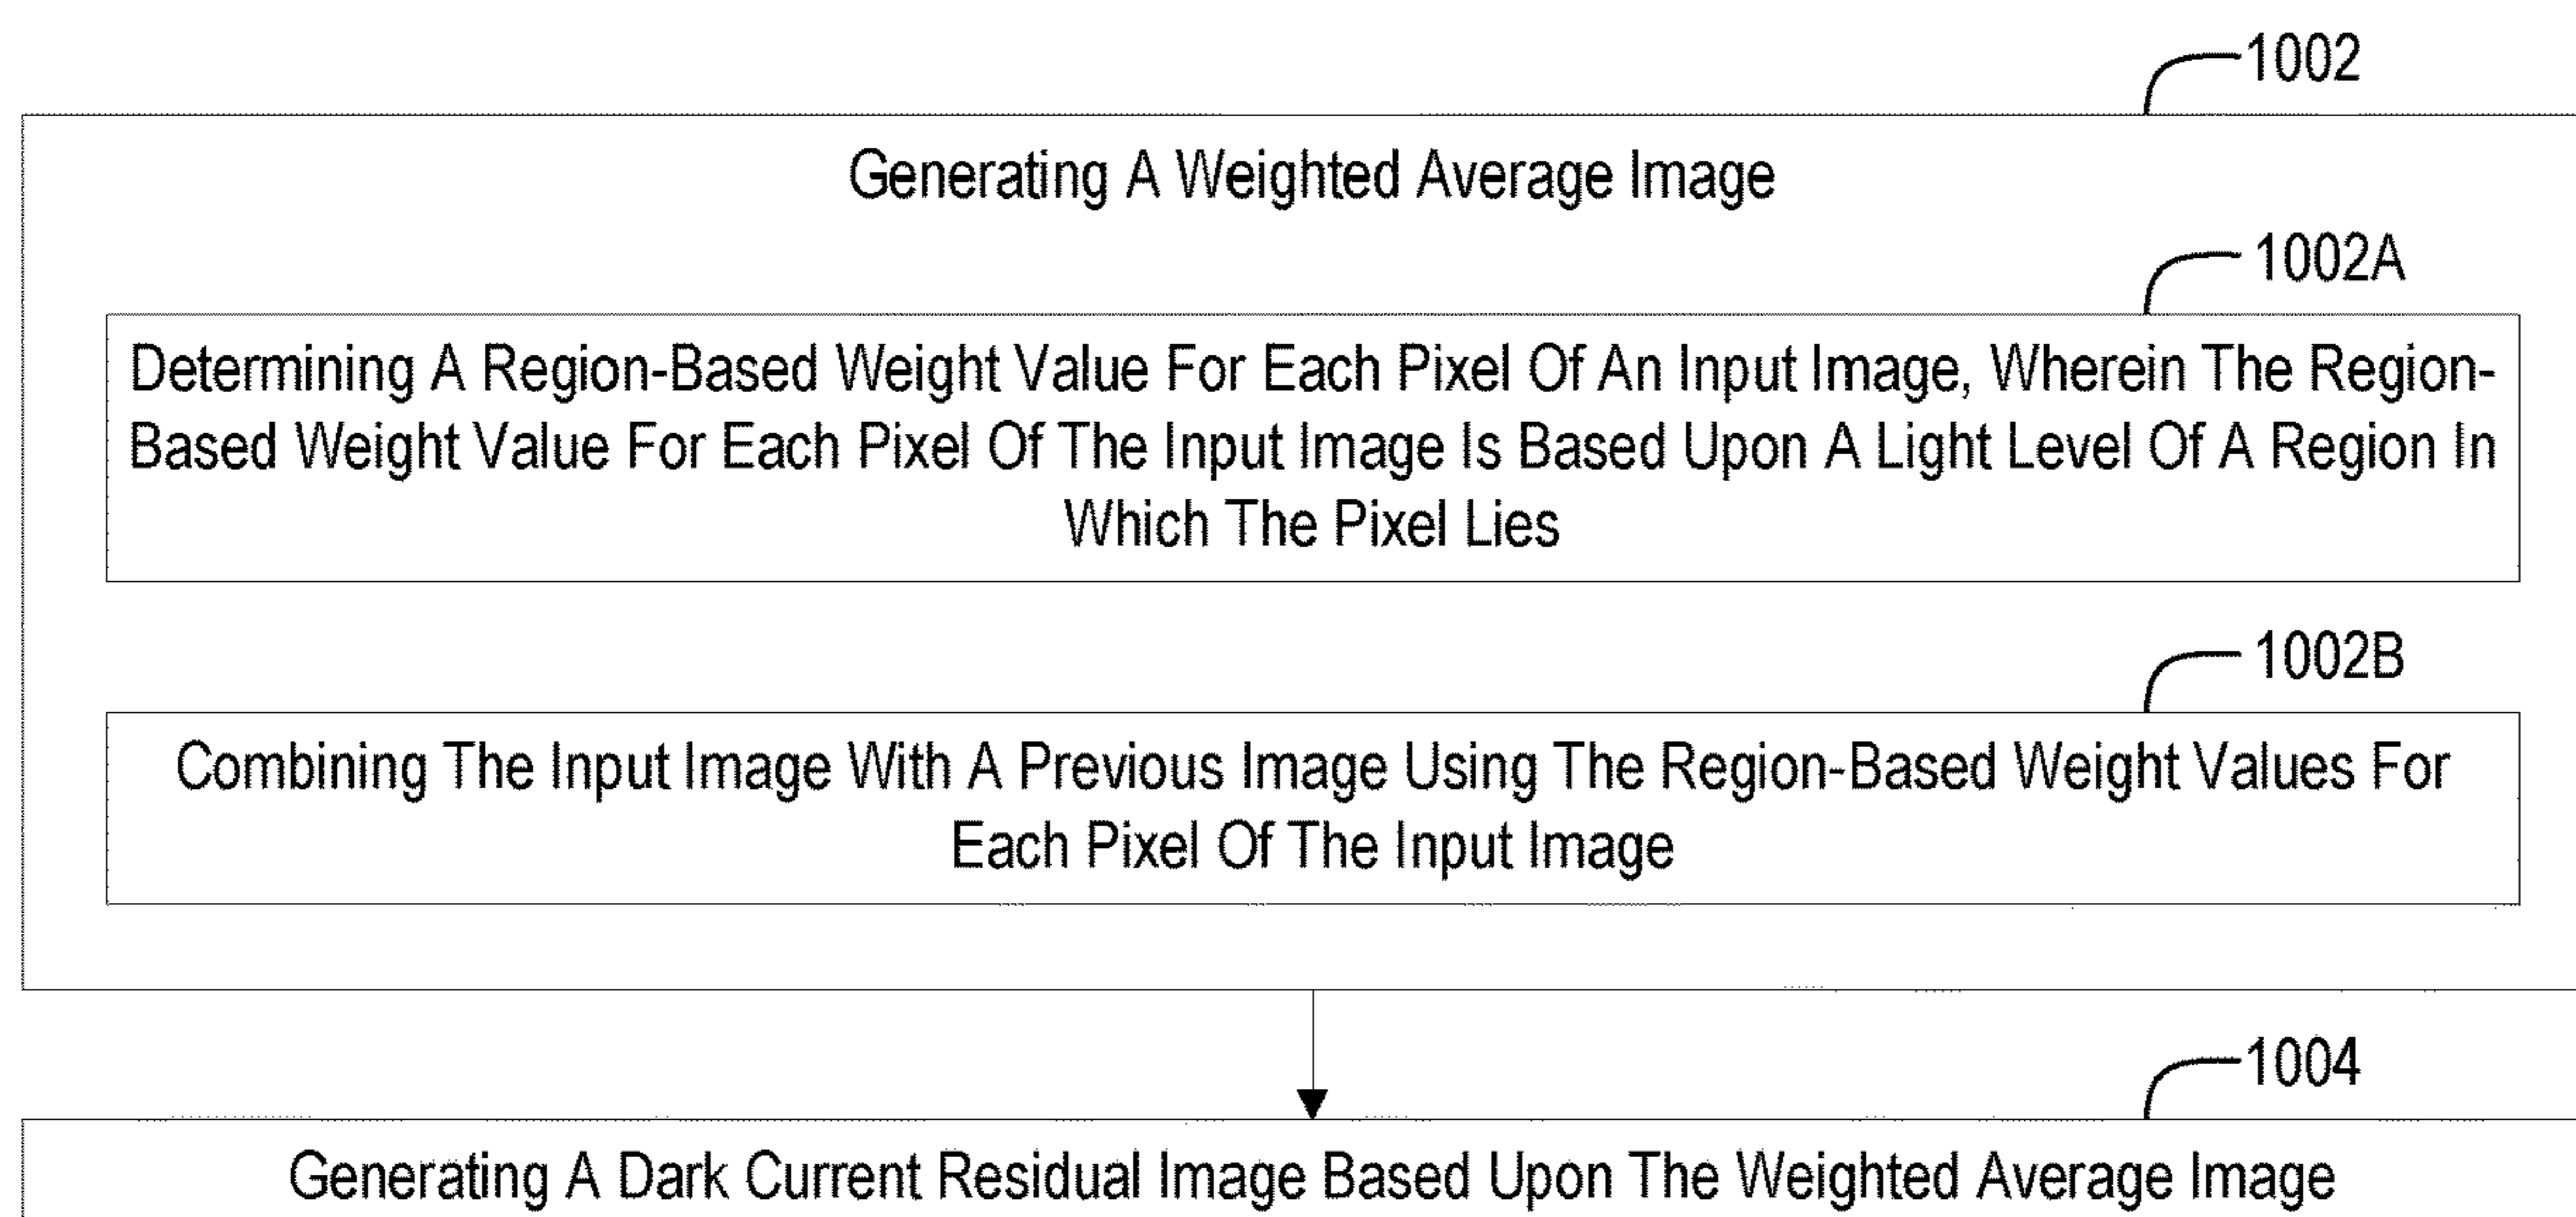 1002
Generating A Weighted Average Image
1002A
Determining A Region-Based Weight Value For Each Pixel Of An Input Image, Wherein The Region-
Based Weight Value For Each Pixel Of The Input Image Is Based Upon A Light Level Of A Region In
Which The Pixel Lies
1002B
Combining The Input Image With A Previous Image Using The Region-Based Weight Values For
Each Pixel Of The Input Image
1004
Generating A Dark Current Residual Image Based Upon The Weighted Average Image